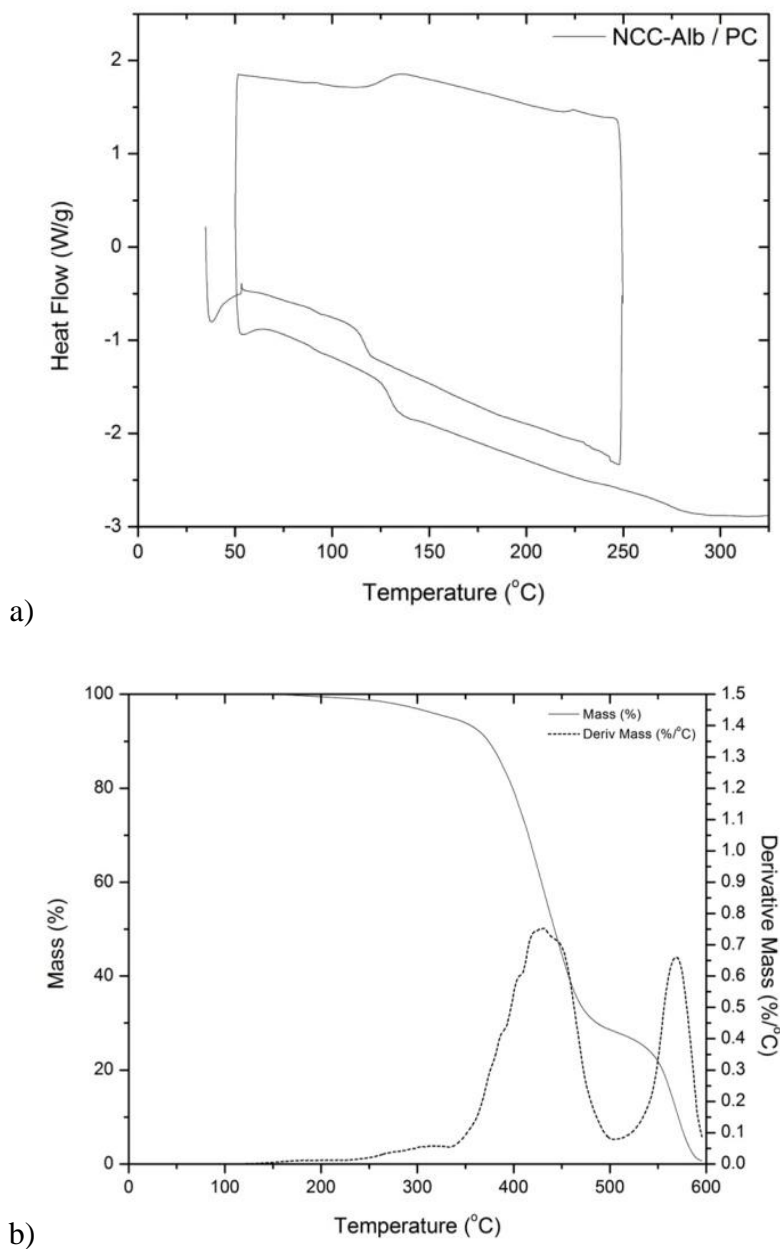 NCC-Alb / PC
2
1
0
-1
-2
-3
Heat Flow (W/g)
0 50 100 150 200 250 300
Temperature (°C)
a)
100
80
60
40
20
0
Mass (%)
Mass (%)
Deriv Mass (%/°C)
1.5
1.4
1.3
1.2
1.1
1.0
0.9
0.8
0.7
0.6
0.5
0.4
0.3
0.2
0.1
0.0
Derivative Mass (%/°C)
0 100 200 300 400 500 600
Temperature (°C)
b)